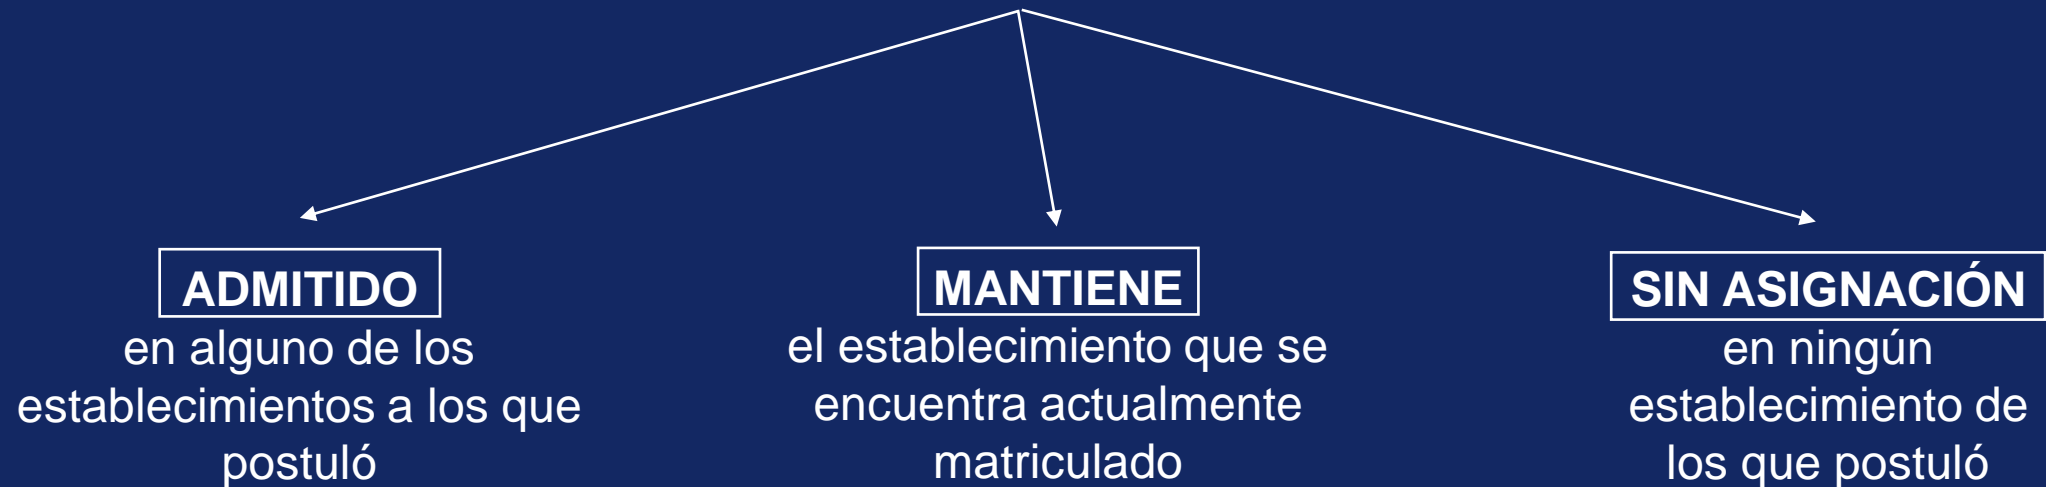 ADMITIDO
en alguno de los
establecimientos a los que
postuló
MANTIENE
el establecimiento que se
encuentra actualmente
matriculado
SIN ASIGNACIÓN
en ningún
establecimiento de
los que postuló